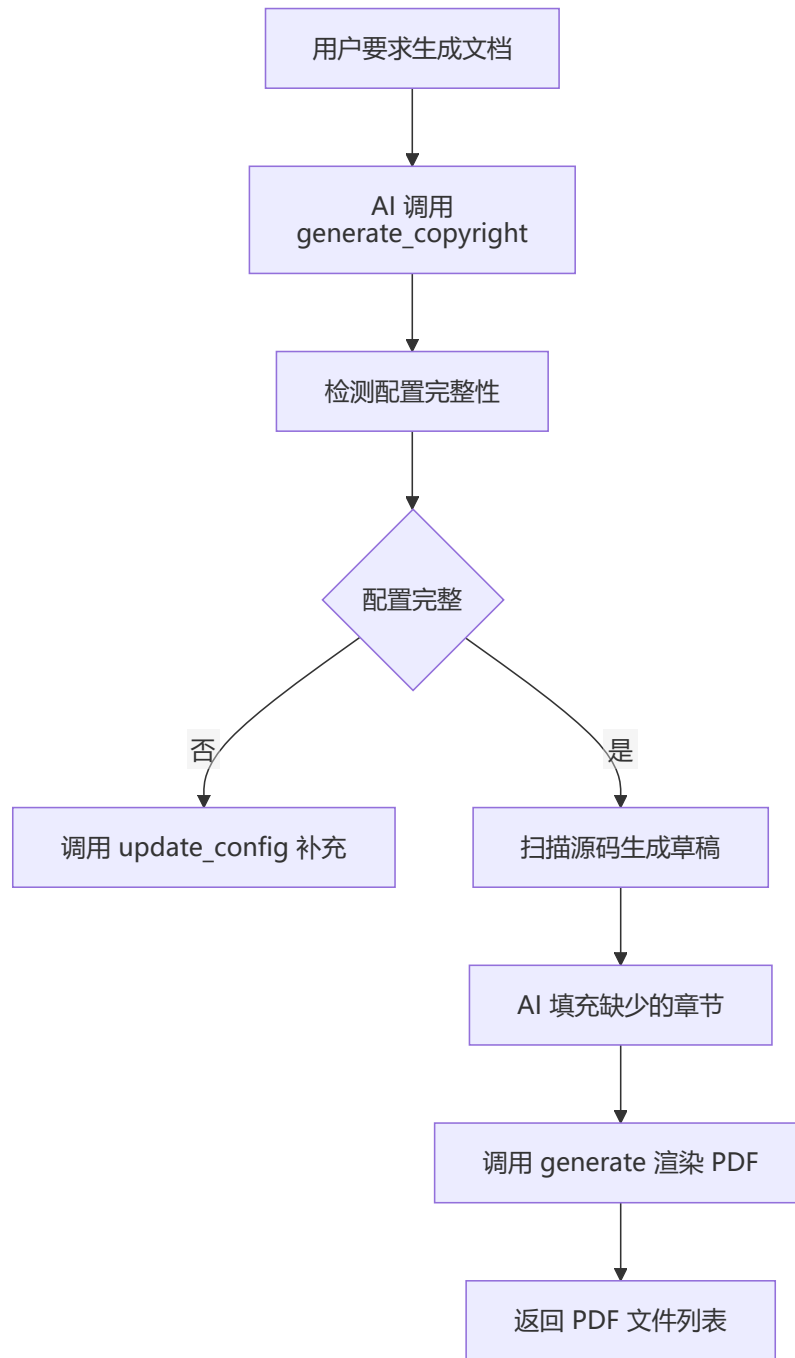 用户要求生成文档
AI 调用
generate_copyright
检测配置完整性
配置完整
否
是
调用 update_config 补充
扫描源码生成草稿
AI 填充缺少的章节
调用 generate 渲染 PDF
返回 PDF 文件列表